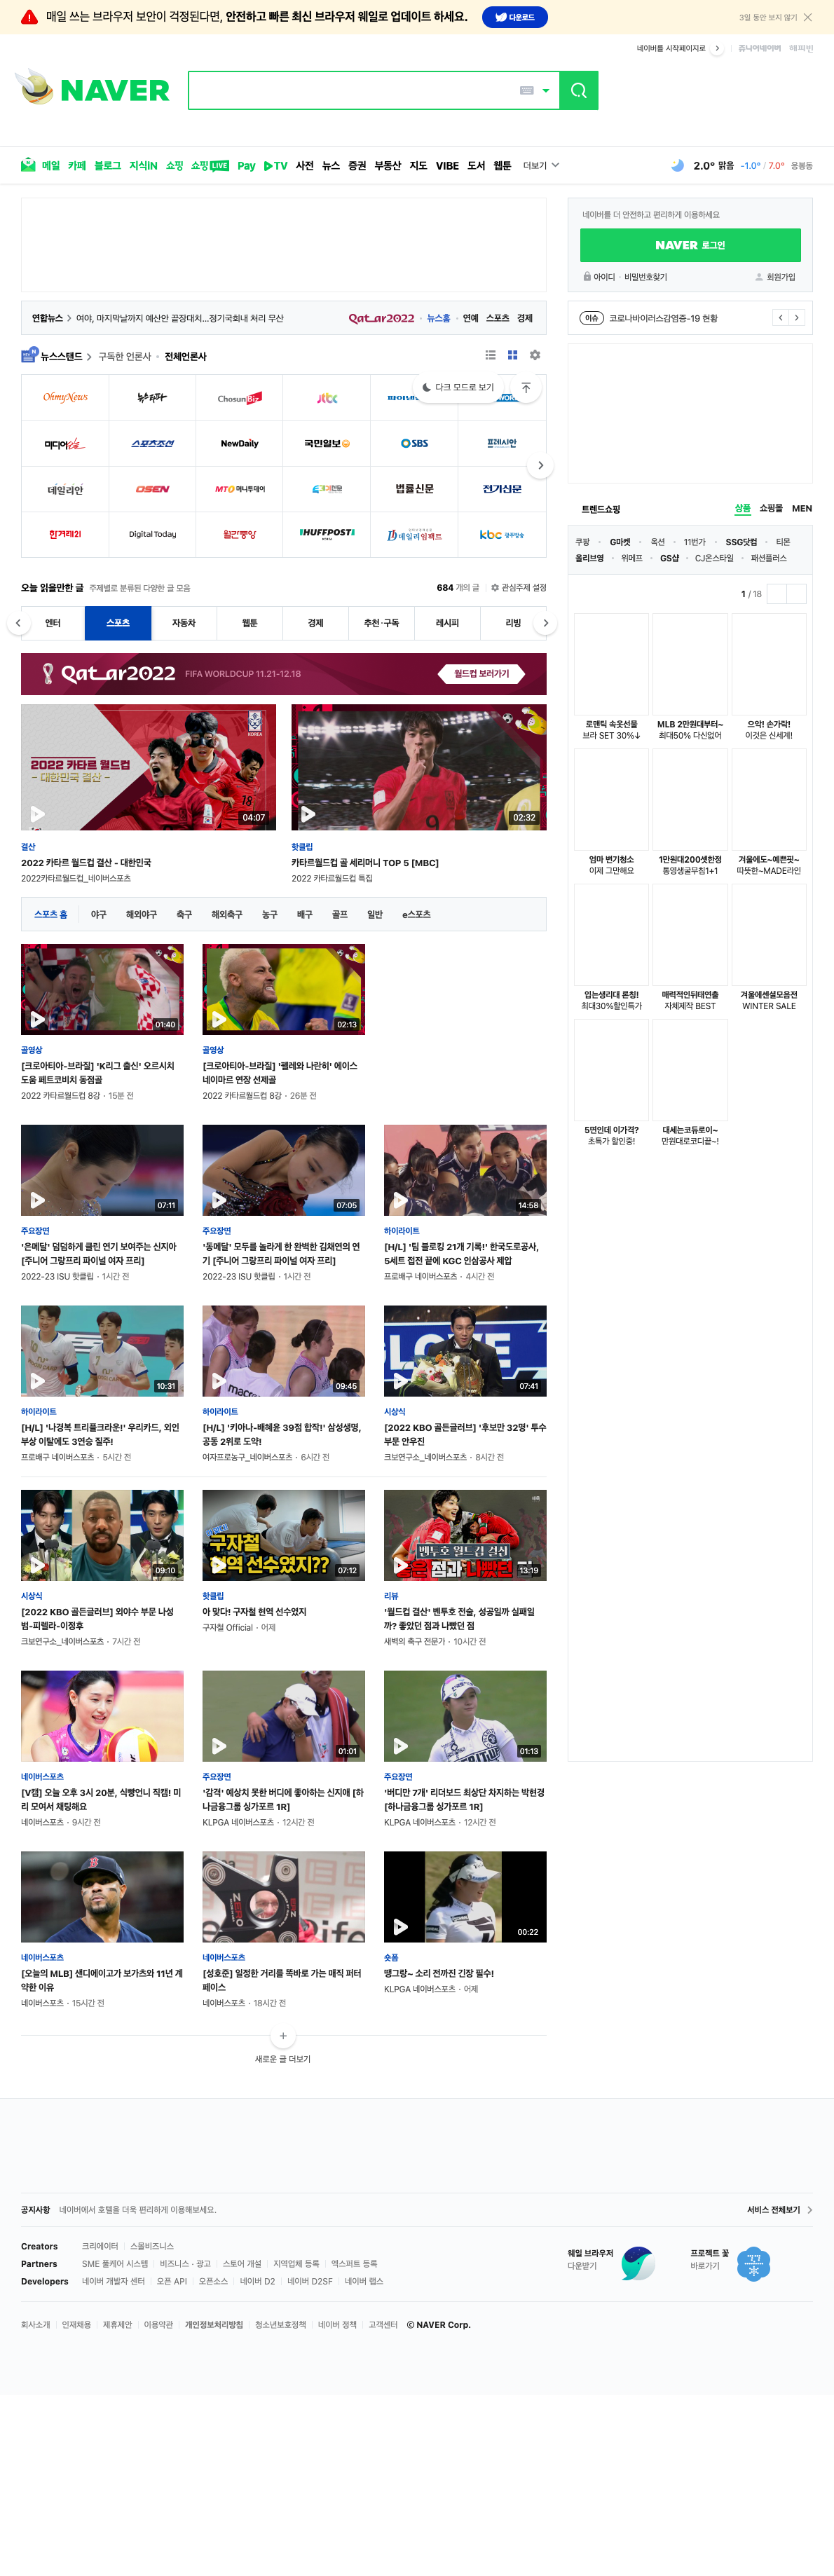 매일 쓰는 브라우저 보안이 걱정된다면, 안전하고 빠른 최신 브라우저 웨일로 업데이트 하세요.
다운로드
3일 동안 보지 않기
네이버를 시작페이지로
쥬니어네이버 해피빈
NAVER
메일 카페 블로그 지식iN 쇼핑 쇼핑LIVE Pay TV 사전 뉴스 증권 부동산 지도 VIBE 도서 웹툰 더보기
2.0° 맑음 -1.0° / 7.0° 응봉동
네이버를 더 안전하고 편리하게 이용하세요
NAVER 로그인
아이디 · 비밀번호찾기 회원가입
연합뉴스 여야, 마지막날까지 예산안 끝장대치…정기국회내 처리 무산
Qatar2022 뉴스홈 연예 스포츠 경제
이슈 코로나바이러스감염증-19 현황
뉴스스탠드 구독한 언론사 · 전체언론사
다크 모드로 보기
OhmyNews 뉴스타파 ChosunBiz jtbc
스포츠조선 NewDaily 국민일보 SBS 프레시안
데일리안 OSEN MTO 머니투데이 법률신문 전기신문
한겨레21 Digital Today 월간중앙 HUFFPOST 데일리임팩트 kbc 광주방송
오늘 읽을만한 글 주제별로 분류된 다양한 글 모음
684 개의 글 관심주제 설정
엔터 스포츠 자동차 웹툰 경제 추천·구독 레시피 리빙
Qatar2022 FIFA WORLDCUP 11.21-12.18 월드컵 보러가기
KOREA
2022 카타르 월드컵
- 대한민국 결산 -
04:07
02:32
결산
2022 카타르 월드컵 결산 - 대한민국
2022카타르월드컵_네이버스포츠
핫클립
카타르월드컵 골 세리머니 TOP 5 [MBC]
2022 카타르월드컵 특집
스포츠 홈 야구 해외야구 축구 해외축구 농구 배구 골프 일반 e스포츠
01:40
골영상
[크로아티아-브라질] 'K리그 출신' 오르시치
도움 페트코비치 동점골
2022 카타르월드컵 8강 · 15분 전
02:13
골영상
[크로아티아-브라질] '펠레와 나란히' 에이스
네이마르 연장 선제골
2022 카타르월드컵 8강 · 26분 전
07:11
주요장면
'은메달' 덤덤하게 클린 연기 보여주는 신지아
[주니어 그랑프리 파이널 여자 프리]
2022-23 ISU 핫클립 · 1시간 전
07:05
주요장면
'동메달' 모두를 놀라게 한 완벽한 김채연의 연
기 [주니어 그랑프리 파이널 여자 프리]
2022-23 ISU 핫클립 · 1시간 전
14:58
하이라이트
[H/L] '팀 블로킹 21개 기록!' 한국도로공사,
5세트 접전 끝에 KGC 인삼공사 제압
프로배구 네이버스포츠 · 4시간 전
10:31
하이라이트
[H/L] '나경복 트리플크라운!' 우리카드, 외인
부상 이탈에도 3연승 질주!
프로배구 네이버스포츠 · 5시간 전
09:45
하이라이트
[H/L] '키아나-배혜윤 39점 합작!' 삼성생명,
공동 2위로 도약!
여자프로농구_네이버스포츠 · 6시간 전
07:41
시상식
[2022 KBO 골든글러브] '후보만 32명' 투수
부문 안우진
크보연구소_네이버스포츠 · 8시간 전
09:10
시상식
[2022 KBO 골든글러브] 외야수 부문 나성
범-피렐라-이정후
크보연구소_네이버스포츠 · 7시간 전
구자철
현역 선수였지??
07:12
핫클립
아 맞다! 구자철 현역 선수였지
구자철 Official · 어제
벤투호 월드컵 결산
13:19
리뷰
'월드컵 결산' 벤투호 전술, 성공일까 실패일
까? 좋았던 점과 나빴던 점
새벽의 축구 전문가 · 10시간 전
네이버스포츠
[V캠] 오늘 오후 3시 20분, 식빵언니 직캠! 미
리 모여서 채팅해요
네이버스포츠 · 9시간 전
01:01
주요장면
'감격' 예상치 못한 버디에 좋아하는 신지애 [하
나금융그룹 싱가포르 1R]
KLPGA 네이버스포츠 · 12시간 전
01:13
주요장면
'버디만 7개' 리더보드 최상단 차지하는 박현경
[하나금융그룹 싱가포르 1R]
KLPGA 네이버스포츠 · 12시간 전
네이버스포츠
[오늘의 MLB] 샌디에이고가 보가츠와 11년 계
약한 이유
네이버스포츠 · 15시간 전
네이버스포츠
[성호준] 일정한 거리를 똑바로 가는 매직 퍼터
페이스
네이버스포츠 · 18시간 전
00:22
숏폼
땡그랑~ 소리 전까진 긴장 필수!
KLPGA 네이버스포츠 · 어제
새로운 글 더보기
트렌드쇼핑 상품 쇼핑몰 MEN
쿠팡 G마켓 옥션 11번가 SSG닷컴 티몬
올리브영 위메프 GS샵 CJ온스타일 패션플러스
1 / 18
로맨틱 속옷선물
브라 SET 30%↓
MLB 2만원대부터~
최대50% 다신없어
으악! 손가락!
이것은 신세계!
엄마 변기청소
이제 그만해요
1만원대200셋한정
통영생굴무침1+1
겨울에도~예쁜핏~
따뜻한~MADE라인
입는생리대 론칭!
최대30%할인특가
매력적인뒤태연출
자체제작 BEST
겨울에센셜모음전
WINTER SALE
5면인데 이가격?
초특가 할인중!
대세는코듀로이~
만원대로코디끝~!
공지사항 네이버에서 호텔을 더욱 편리하게 이용해보세요.
서비스 전체보기
Creators 크리에이터 스몰비즈니스
Partners SME 풀케어 시스템 비즈니스 · 광고 스토어 개설 지역업체 등록 엑스퍼트 등록
Developers 네이버 개발자 센터 오픈 API 오픈소스 네이버 D2 네이버 D2SF 네이버 랩스
웨일 브라우저
다운받기
프로젝트 꽃
바로가기
회사소개 인재채용 제휴제안 이용약관 개인정보처리방침 청소년보호정책 네이버 정책 고객센터 ⓒ NAVER Corp.